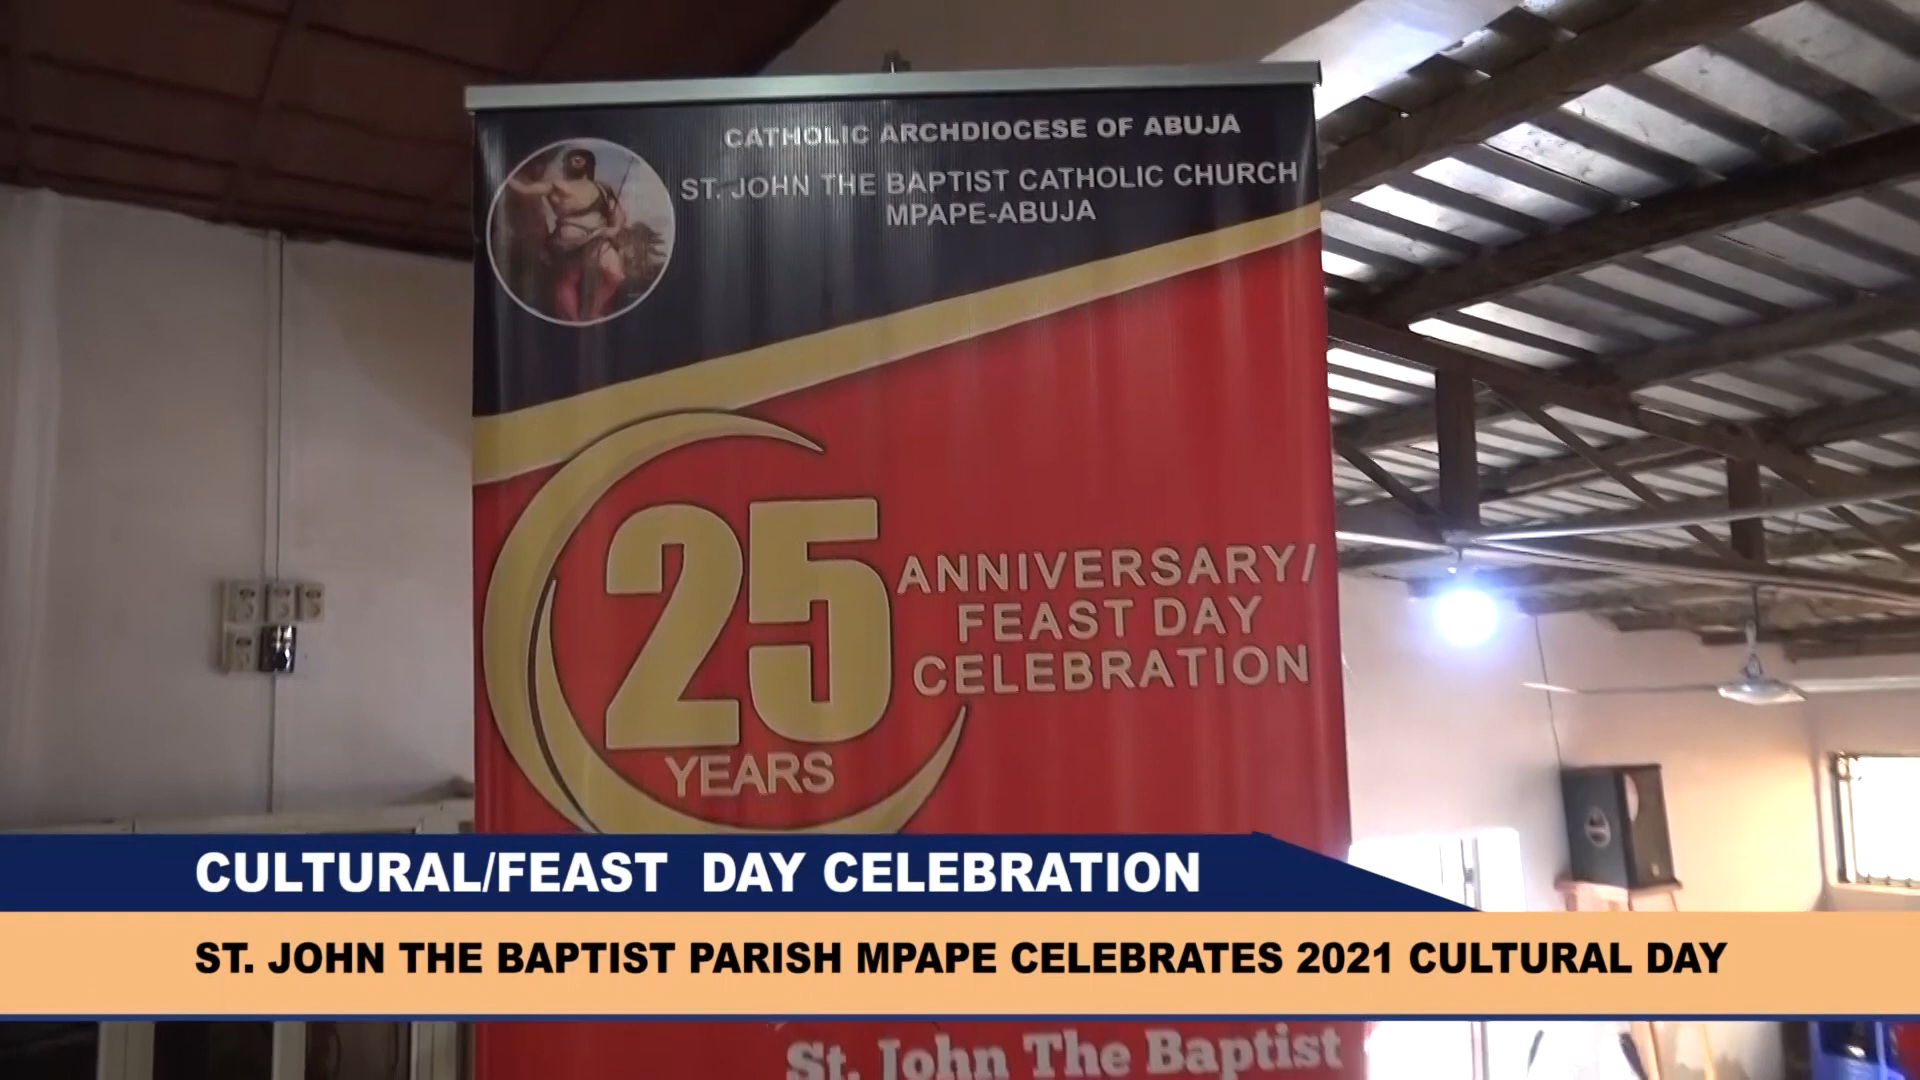 CATHOLIC ARCHDIOCESE OF ABUJA
ST. JOHN THE BAPTIST CATHOLIC CHURCH
MPAPE-ABUJA
25
YEARS
ANNIVERSARY/
FEAST DAY
CELEBRATION
CULTURAL/FEAST DAY CELEBRATION
ST. JOHN THE BAPTIST PARISH MPAPE CELEBRATES 2021 CULTURAL DAY
St. John The Baptist